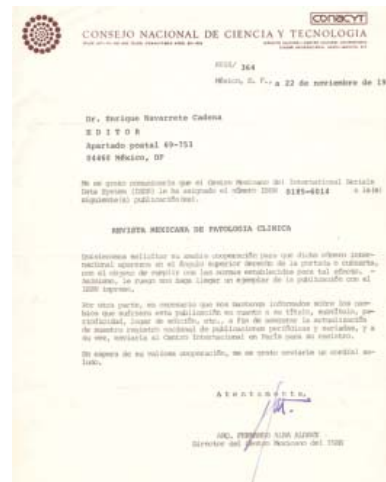 conacyt
CONSEJO NACIONAL DE CIENCIA Y TECNOLOGIA
364
México, D. F., a 22 de noviembre de 19
Dr. Enrique Navarrete Cadena
E D I T O R
Apartado postal 69-753
04460 México, DF
Me es grato comunicarle que el Centro Mexicano del International Serials
Data System (ISDS) le ha asignado el número ISSN 0185-6014 a la(s)
siguiente(s) publicación(es).
REVISTA MEXICANA DE PATOLOGIA CLINICA
Quisiéramos solicitar su amable cooperación para que dicho número inter-
nacional aparezca en el ángulo superior derecho de la portada o cubierta,
con el objeto de cumplir con las normas establecidas para tal efecto. -
Asimismo, le ruego nos haga llegar un ejemplar de la publicación con el
ISSN impreso.
Por otra parte, es necesario que nos mantenga informados sobre los cam-
bios que sufriera esta publicación en cuanto a su título, subtítulo, pe-
riodicidad, lugar de edición, etc., a fin de asegurar la actualización
de nuestro registro nacional de publicaciones periódicas y seriadas, y a
su vez, enviarla al Centro Internacional en París para su registro.
En espera de su valiosa cooperación, me es grato enviarle un cordial sa-
ludo.
A t e n t a m e n t e,
Director del Centro Mexicano del ISDS